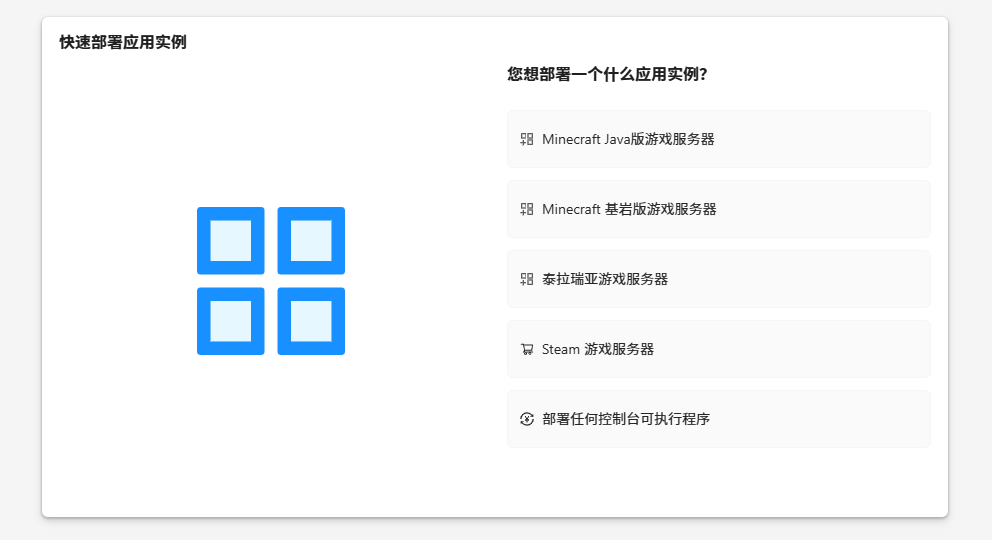 快速部署应用实例
您想部署一个什么应用实例？
Minecraft Java版游戏服务器
Minecraft 基岩版游戏服务器
泰拉瑞亚游戏服务器
Steam 游戏服务器
部署任何控制台可执行程序